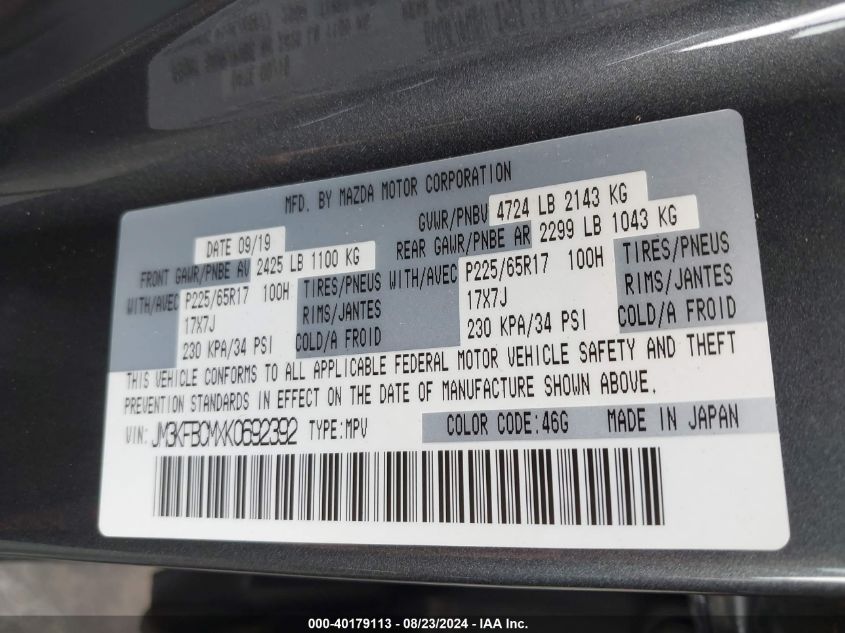 MFD. BY MAZDA MOTOR CORPORATION
DATE 09/19 GVWR/PNBV 4724 LB 2143 KG
FRONT GAWR/PNBE AV 2425 LB 1100 KG REAR GAWR/PNBE AR 2299 LB 1043 KG
WITH/AVEC P225/65R17 100H TIRES/PNEUS WITH/AVEC P225/65R17 100H TIRES/PNEUS
17X7J RIMS/JANTES 17X7J RIMS/JANTES
230 KPA/34 PSI COLD/A FROID 230 KPA/34 PSI COLD/A FROID
THIS VEHICLE CONFORMS TO ALL APPLICABLE FEDERAL MOTOR VEHICLE SAFETY AND THEFT
PREVENTION STANDARDS IN EFFECT ON THE DATE OF MANUFACTURE SHOWN ABOVE.
VIN: JM3KFBCMXK0692392 TYPE:MPV COLOR CODE:46G MADE IN JAPAN
000-40179113 - 08/23/2024 - IAA Inc.